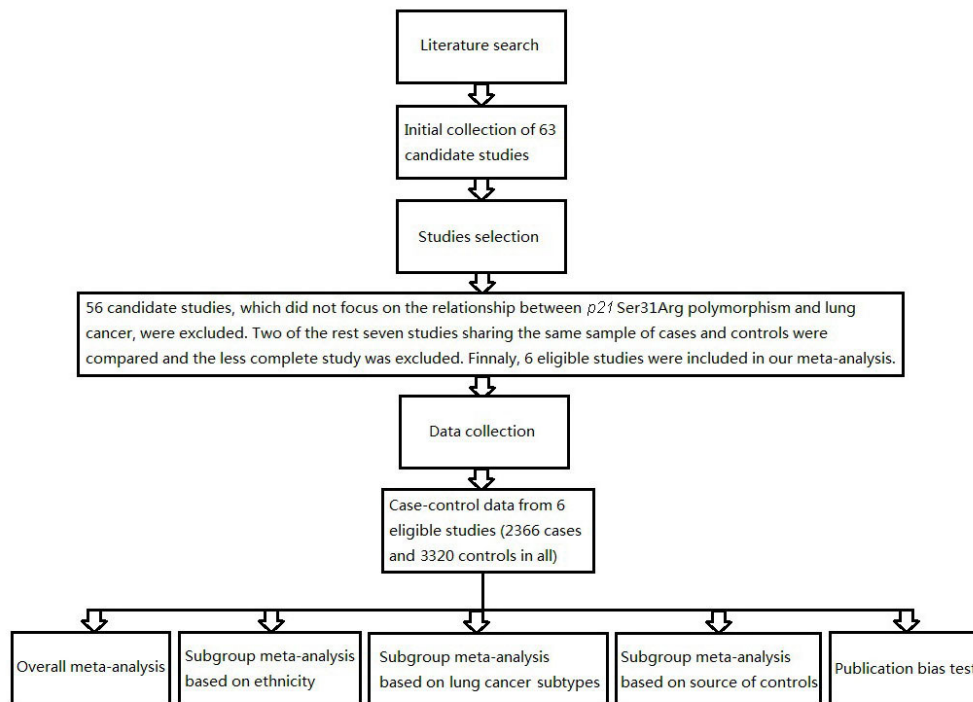 Literature search
Initial collection of 63
candidate studies
Studies selection
56 candidate studies, which did not focus on the relationship between p21 Ser31Arg polymorphism and lung
cancer, were excluded. Two of the rest seven studies sharing the same sample of cases and controls were
compared and the less complete study was excluded. Finnaly, 6 eligible studies were included in our meta-analysis.
Data collection
Case-control data from 6
eligible studies (2366 cases
and 3320 controls in all)
Overall meta-analysis
Subgroup meta-analysis
based on ethnicity
Subgroup meta-analysis
based on lung cancer subtypes
Subgroup meta-analysis
based on source of controls
Publication bias test